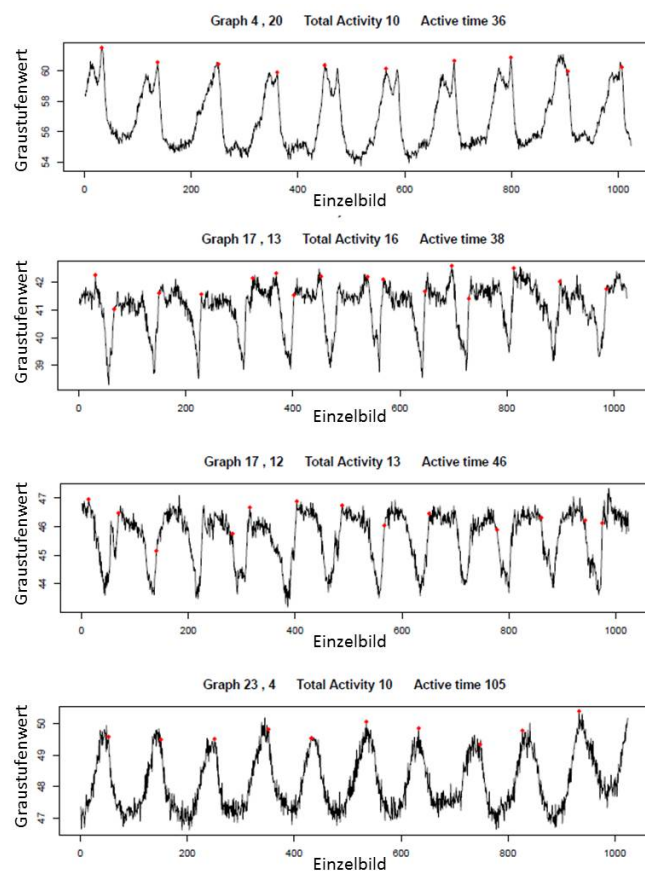 Graph 4 , 20 Total Activity 10 Active time 36
Graustufenwert
60
58
56
54
0 200 400 600 800 1000
Einzelbild
Graph 17 , 13 Total Activity 16 Active time 38
Graustufenwert
42
41
40
39
0 200 400 600 800 1000
Einzelbild
Graph 17 , 12 Total Activity 13 Active time 46
Graustufenwert
47
46
45
44
0 200 400 600 800 1000
Einzelbild
Graph 23 , 4 Total Activity 10 Active time 105
Graustufenwert
50
49
48
47
0 200 400 600 800 1000
Einzelbild